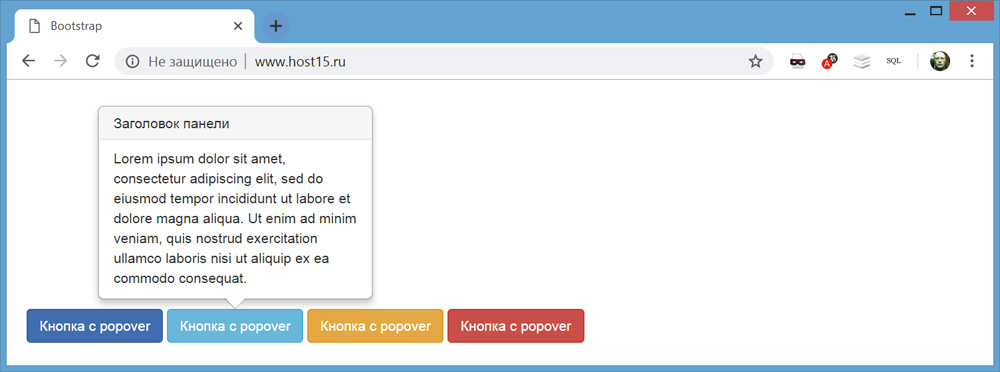 Bootstrap
Не защищено | www.host15.ru
SQL
Заголовок панели
Lorem ipsum dolor sit amet,
consectetur adipiscing elit, sed do
eiusmod tempor incididunt ut labore et
dolore magna aliqua. Ut enim ad minim
veniam, quis nostrud exercitation
ullamco laboris nisi ut aliquip ex ea
commodo consequat.
Кнопка с popover Кнопка с popover Кнопка с popover Кнопка с popover